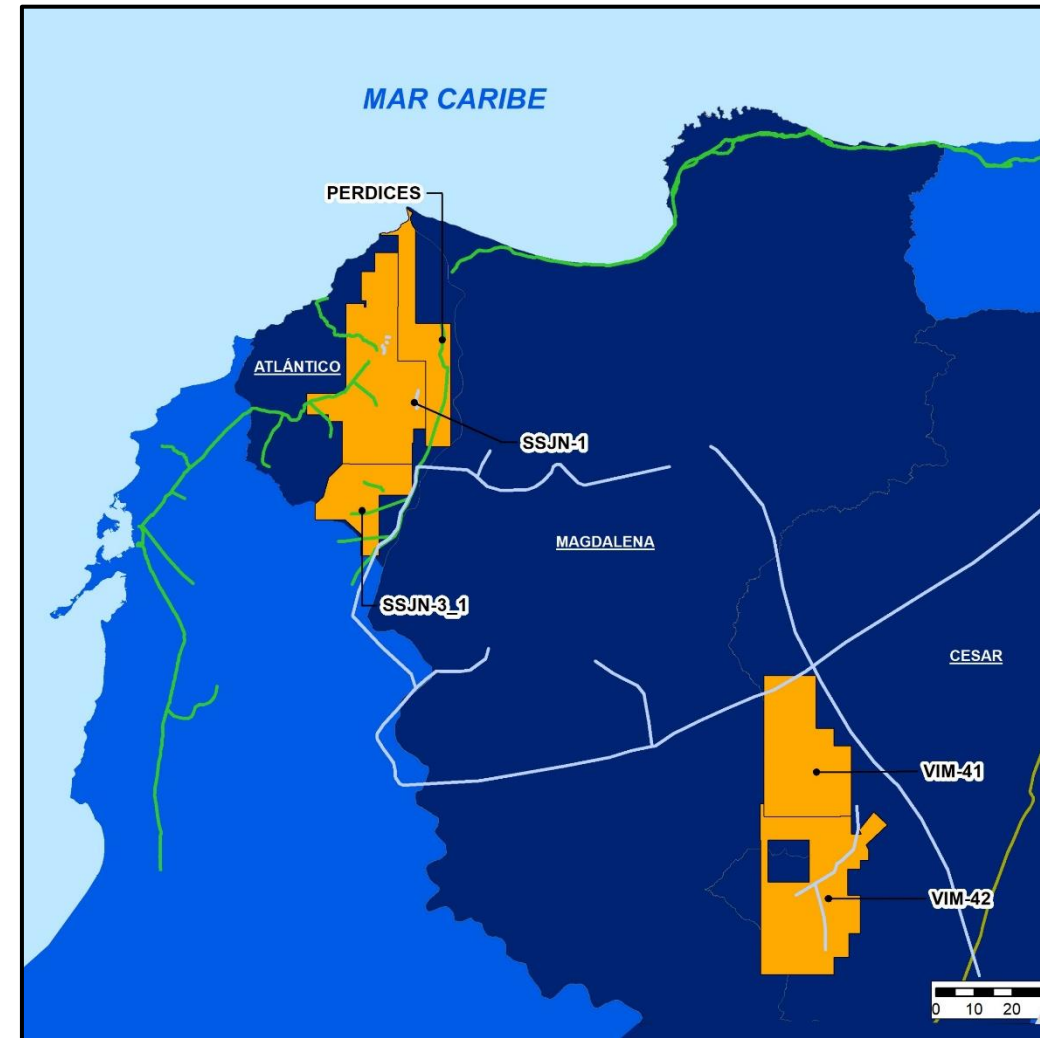 MAR CARIBE
PERDICES
ATLÁNTICO
SSJN-1
MAGDALENA
SSJN-3_1
CESAR
VIM-41
VIM-42
0 10 20